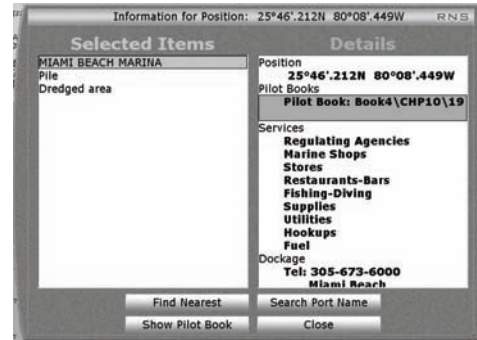 Information for Position: 25°46'.212N 80°08'.449W RNS
Selected Items
MIAMI BEACH MARINA
Pile
Dredged area
Details
Position
25°46'.212N 80°08'.449W
Pilot Books
Pilot Book: Book4\CHP10\19
Services
Regulating Agencies
Marine Shops
Stores
Restaurants-Bars
Fishing-Diving
Supplies
Utilities
Hookups
Fuel
Dockage
Tel: 305-673-6000
Miami Beach
Find Nearest
Search Port Name
Show Pilot Book
Close